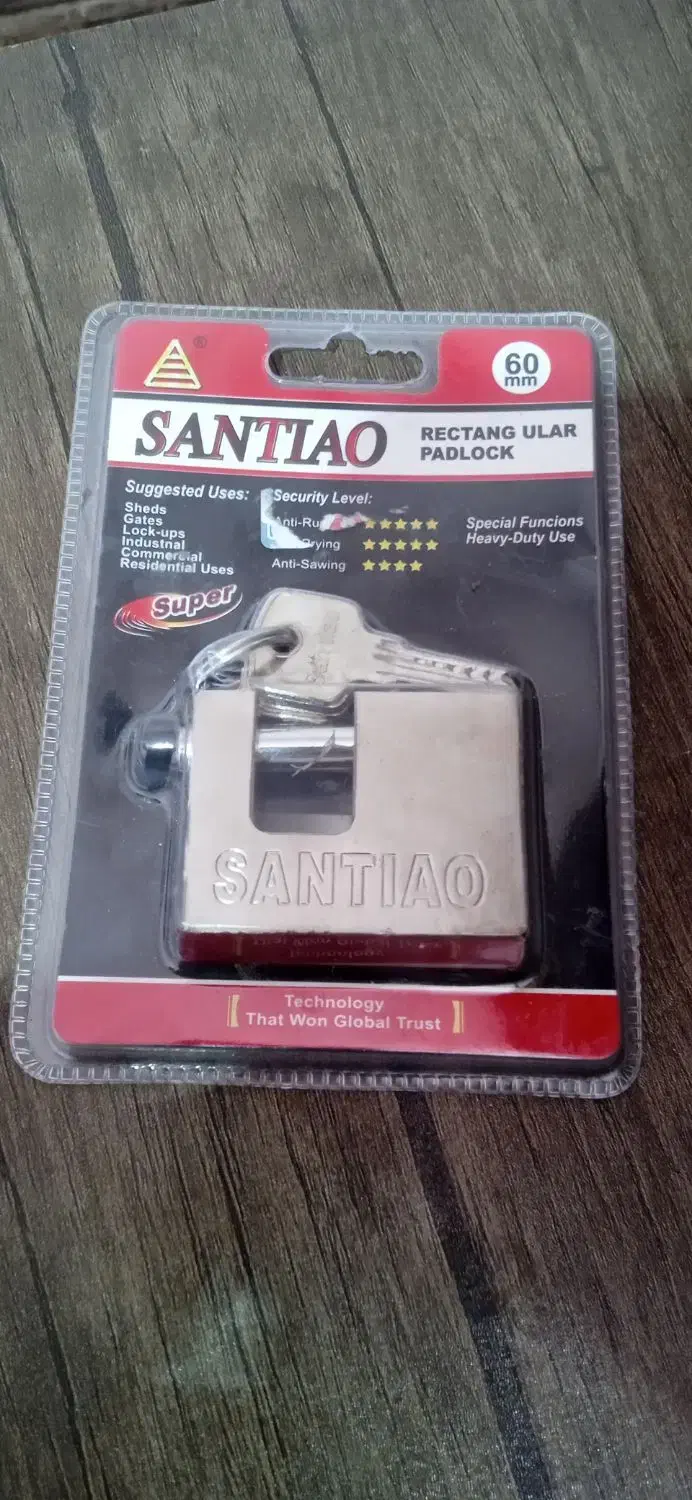 ®
60
mm
SANTIAO
RECTANG ULAR
PADLOCK
Suggested Uses:
Sheds
Gates
Lock-ups
Industnal
Commercial
Residential Uses
Security Level:
Anti-Sawing
Special Funcions
Heavy-Duty Use
Super
SANTIAO
Technology
That Won Global Trust